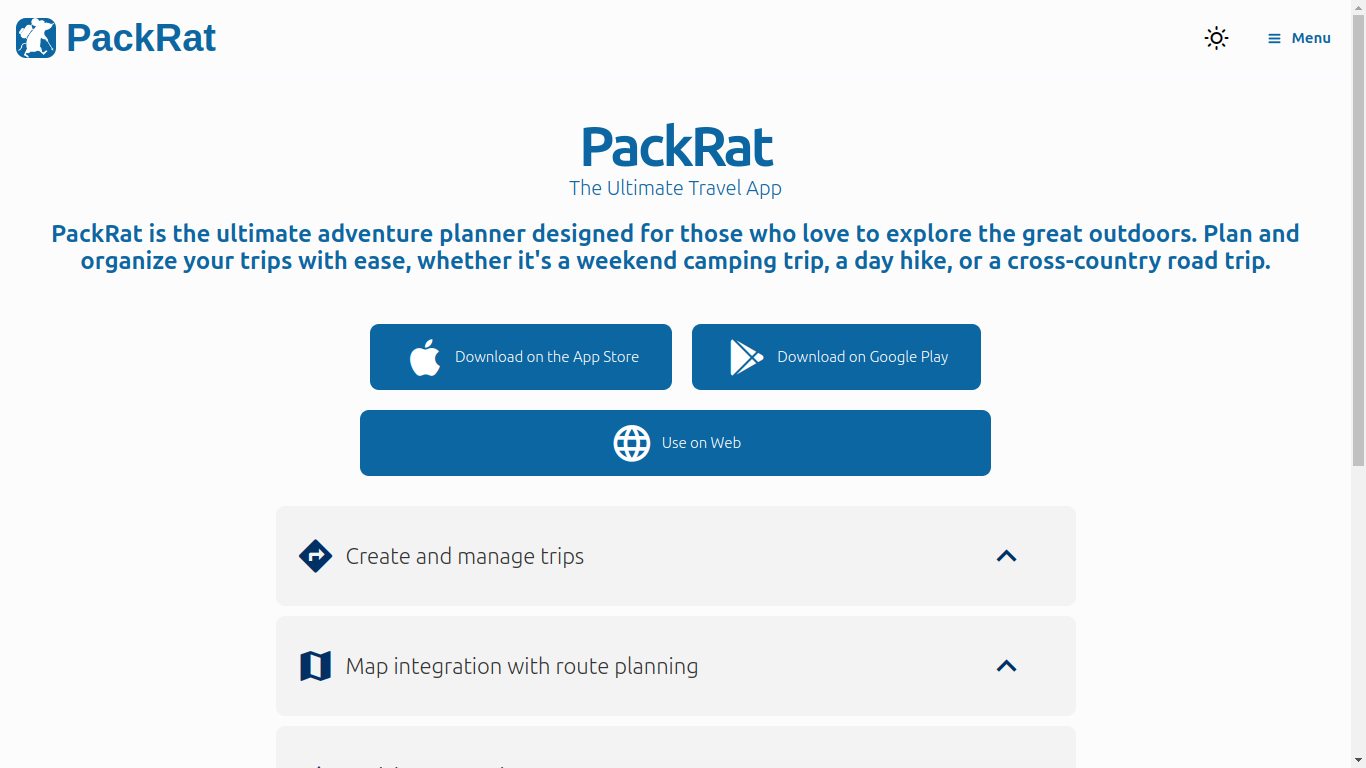 PackRat
Menu
PackRat
The Ultimate Travel App
PackRat is the ultimate adventure planner designed for those who love to explore the great outdoors. Plan and
organize your trips with ease, whether it's a weekend camping trip, a day hike, or a cross-country road trip.
Download on the App Store
Download on Google Play
Use on Web
Create and manage trips
Map integration with route planning